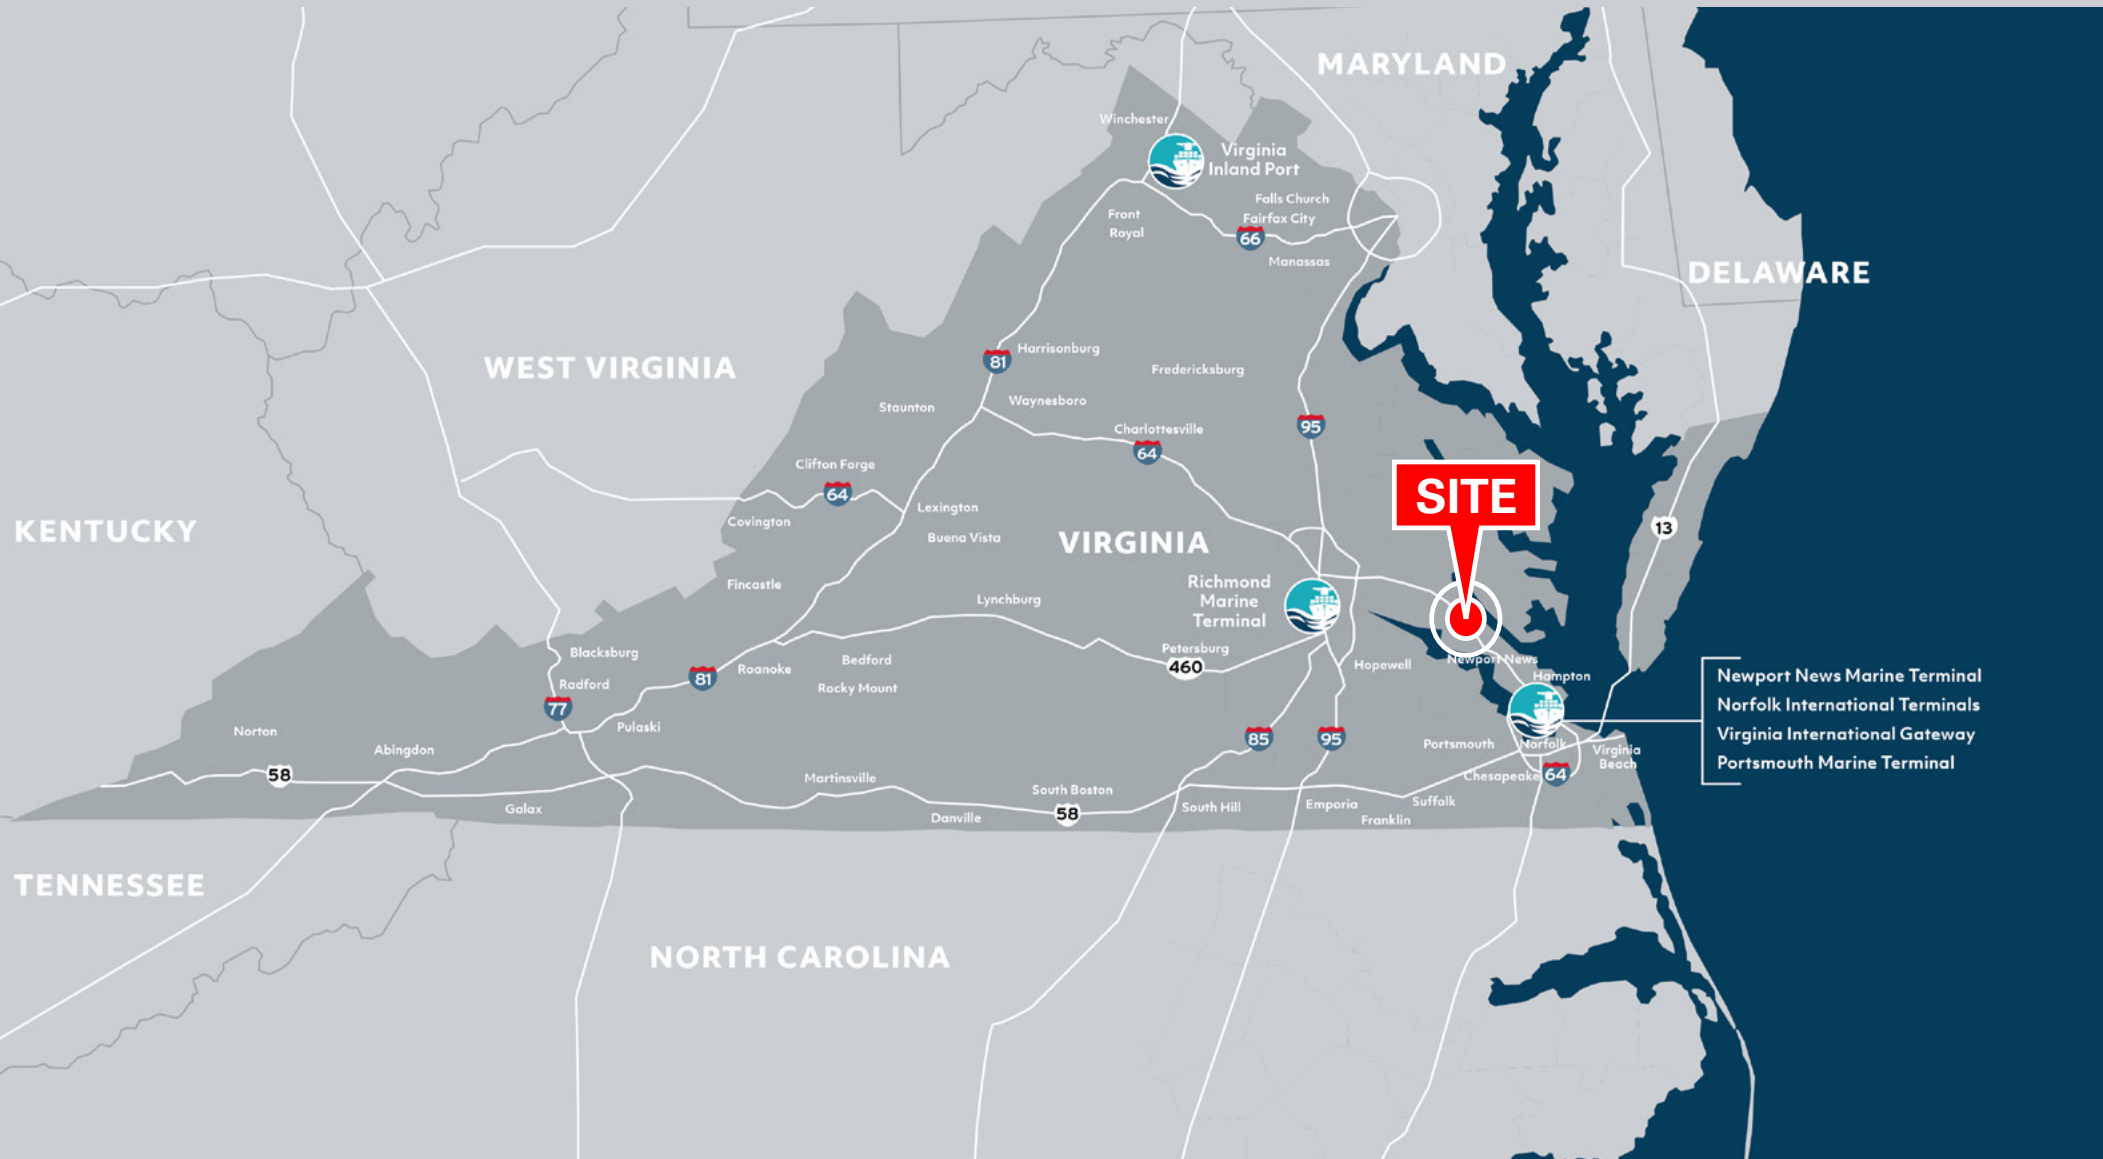 MARYLAND
Winchester
Virginia
Inland Port
Falls Church
Front
Royal
Fairfax City
66
Manassas
DELAWARE
WEST VIRGINIA
81
Harrisonburg
Fredericksburg
Staunton
Waynesboro
Charlottesville
95
64
Clifton Forge
64
SITE
Lexington
Covington
KENTUCKY
Buena Vista
VIRGINIA
13
Fincastle
Richmond
Marine
Terminal
Lynchburg
Blacksburg
Bedford
Petersburg
460
Hopewell
Newport News
Roanoke
81
Radford
Rocky Mount
Hampton
Newport News Marine Terminal
Norfolk International Terminals
Virginia International Gateway
Portsmouth Marine Terminal
77
Pulaski
Norton
Abingdon
85
95
Portsmouth
Norfolk
Virginia
Beach
58
Martinsville
Chesapeake
64
South Boston
Galax
Danville
58
South Hill
Emporia
Suffolk
Franklin
TENNESSEE
NORTH CAROLINA